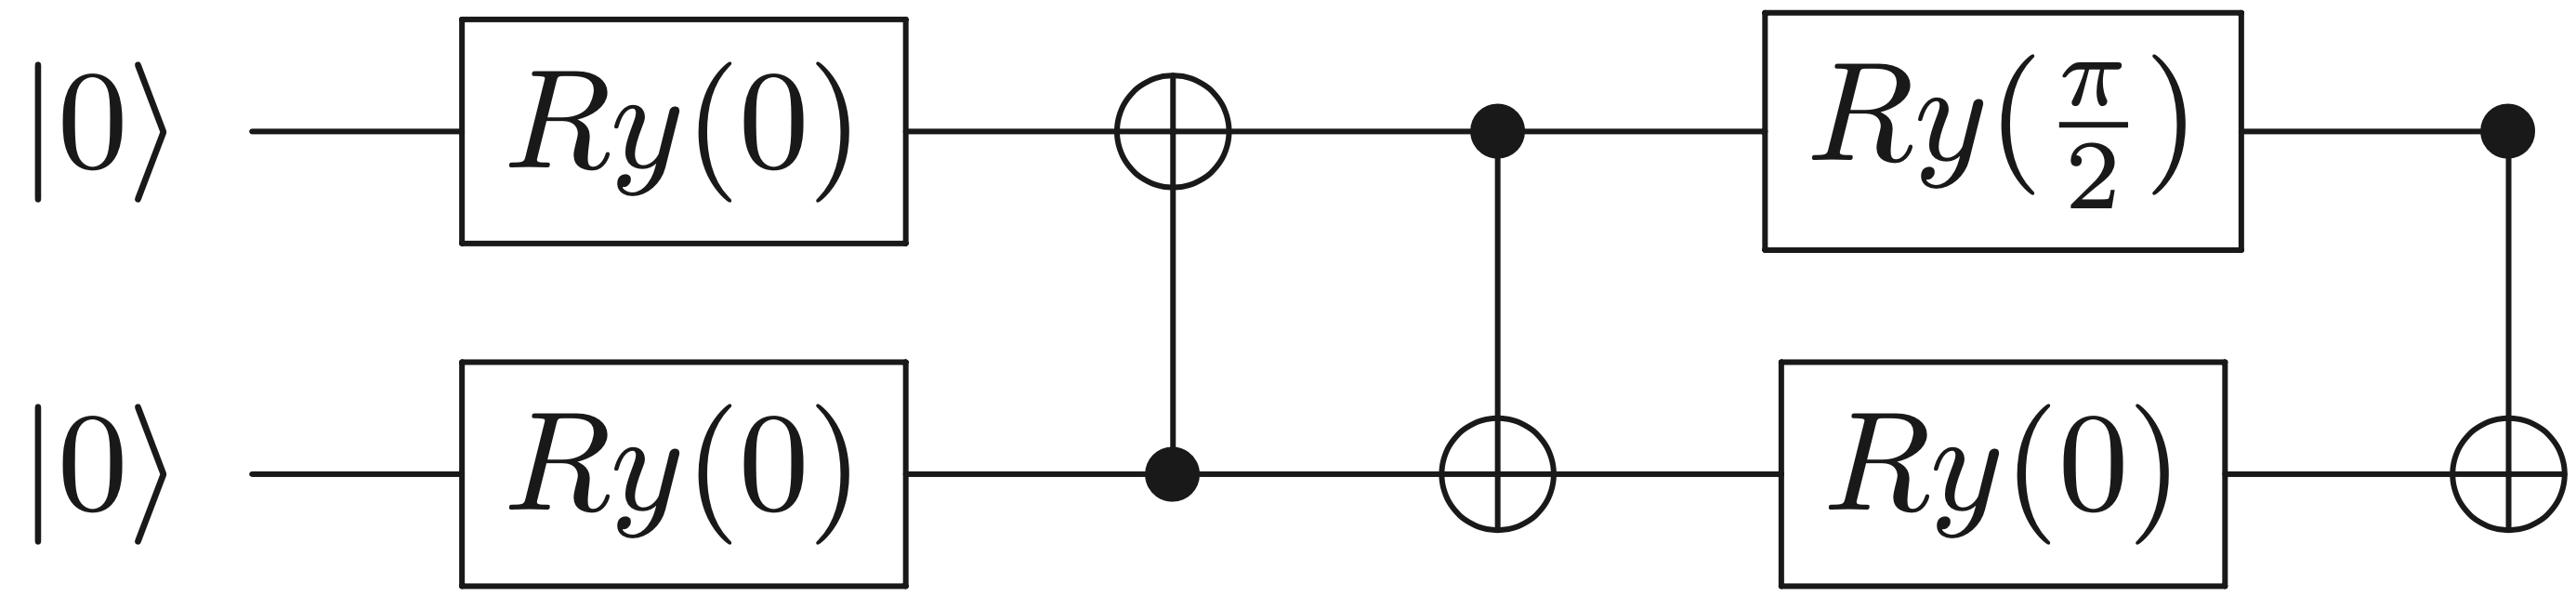 |0⟩ Ry(0) Ry(π/2)
|0⟩ Ry(0) Ry(0)